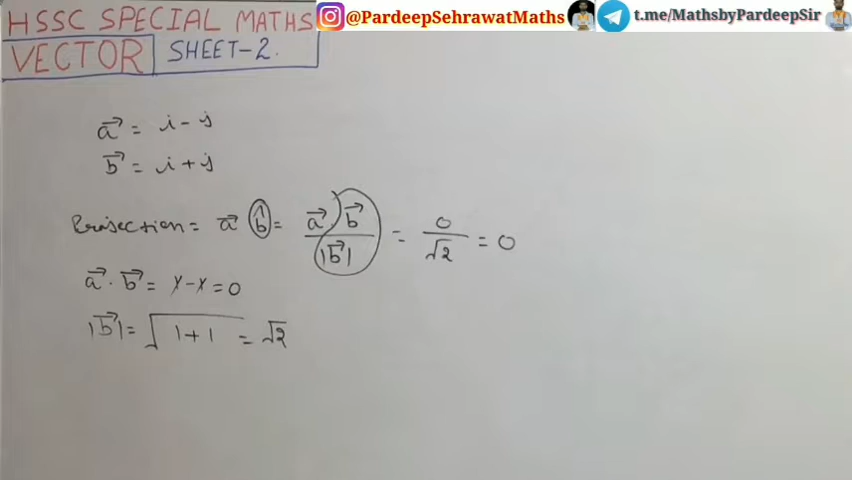 HSSC SPECIAL MATHS
@PardeepSehrawatMaths
t.me/MathsbyPardeepSir
VECTOR SHEET-2.
a⃗ = i - j
b⃗ = i + j
Projection = a⃗ b̂ = a⃗ . b⃗ / |b⃗| = 0/√2 = 0
a⃗ . b⃗ = 1 - 1 = 0
|b⃗| = √1+1 = √2